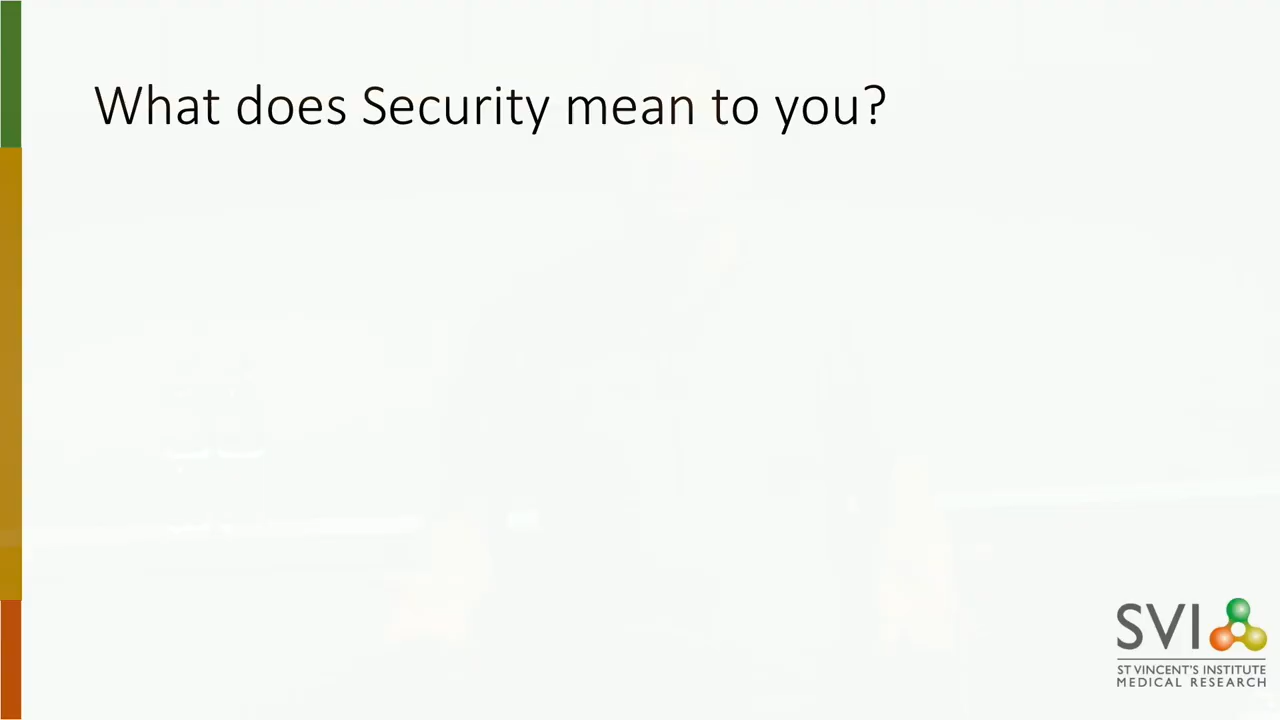 What does Security mean to you?
SVI
ST VINCENT'S INSTITUTE
MEDICAL RESEARCH